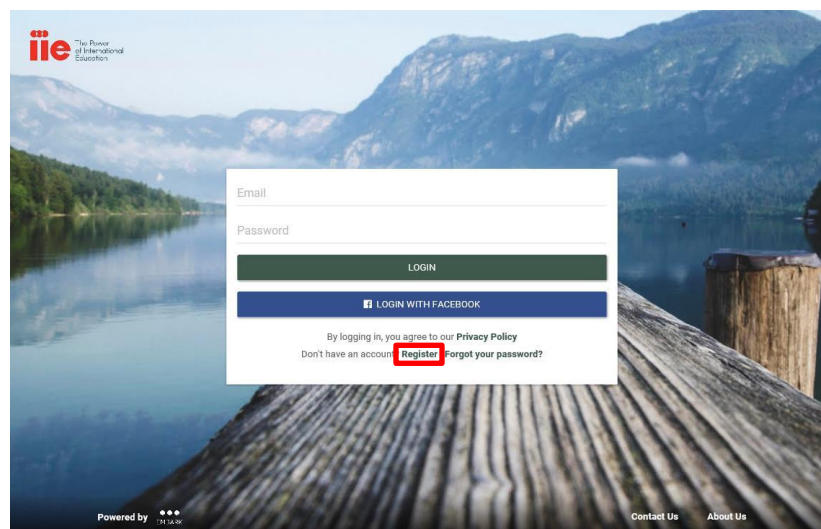 iie The Power
of International
Education
Email
Password
LOGIN
LOGIN WITH FACEBOOK
By logging in, you agree to our Privacy Policy
Don't have an account Register Forgot your password?
Powered by EMBARK
Contact Us About Us